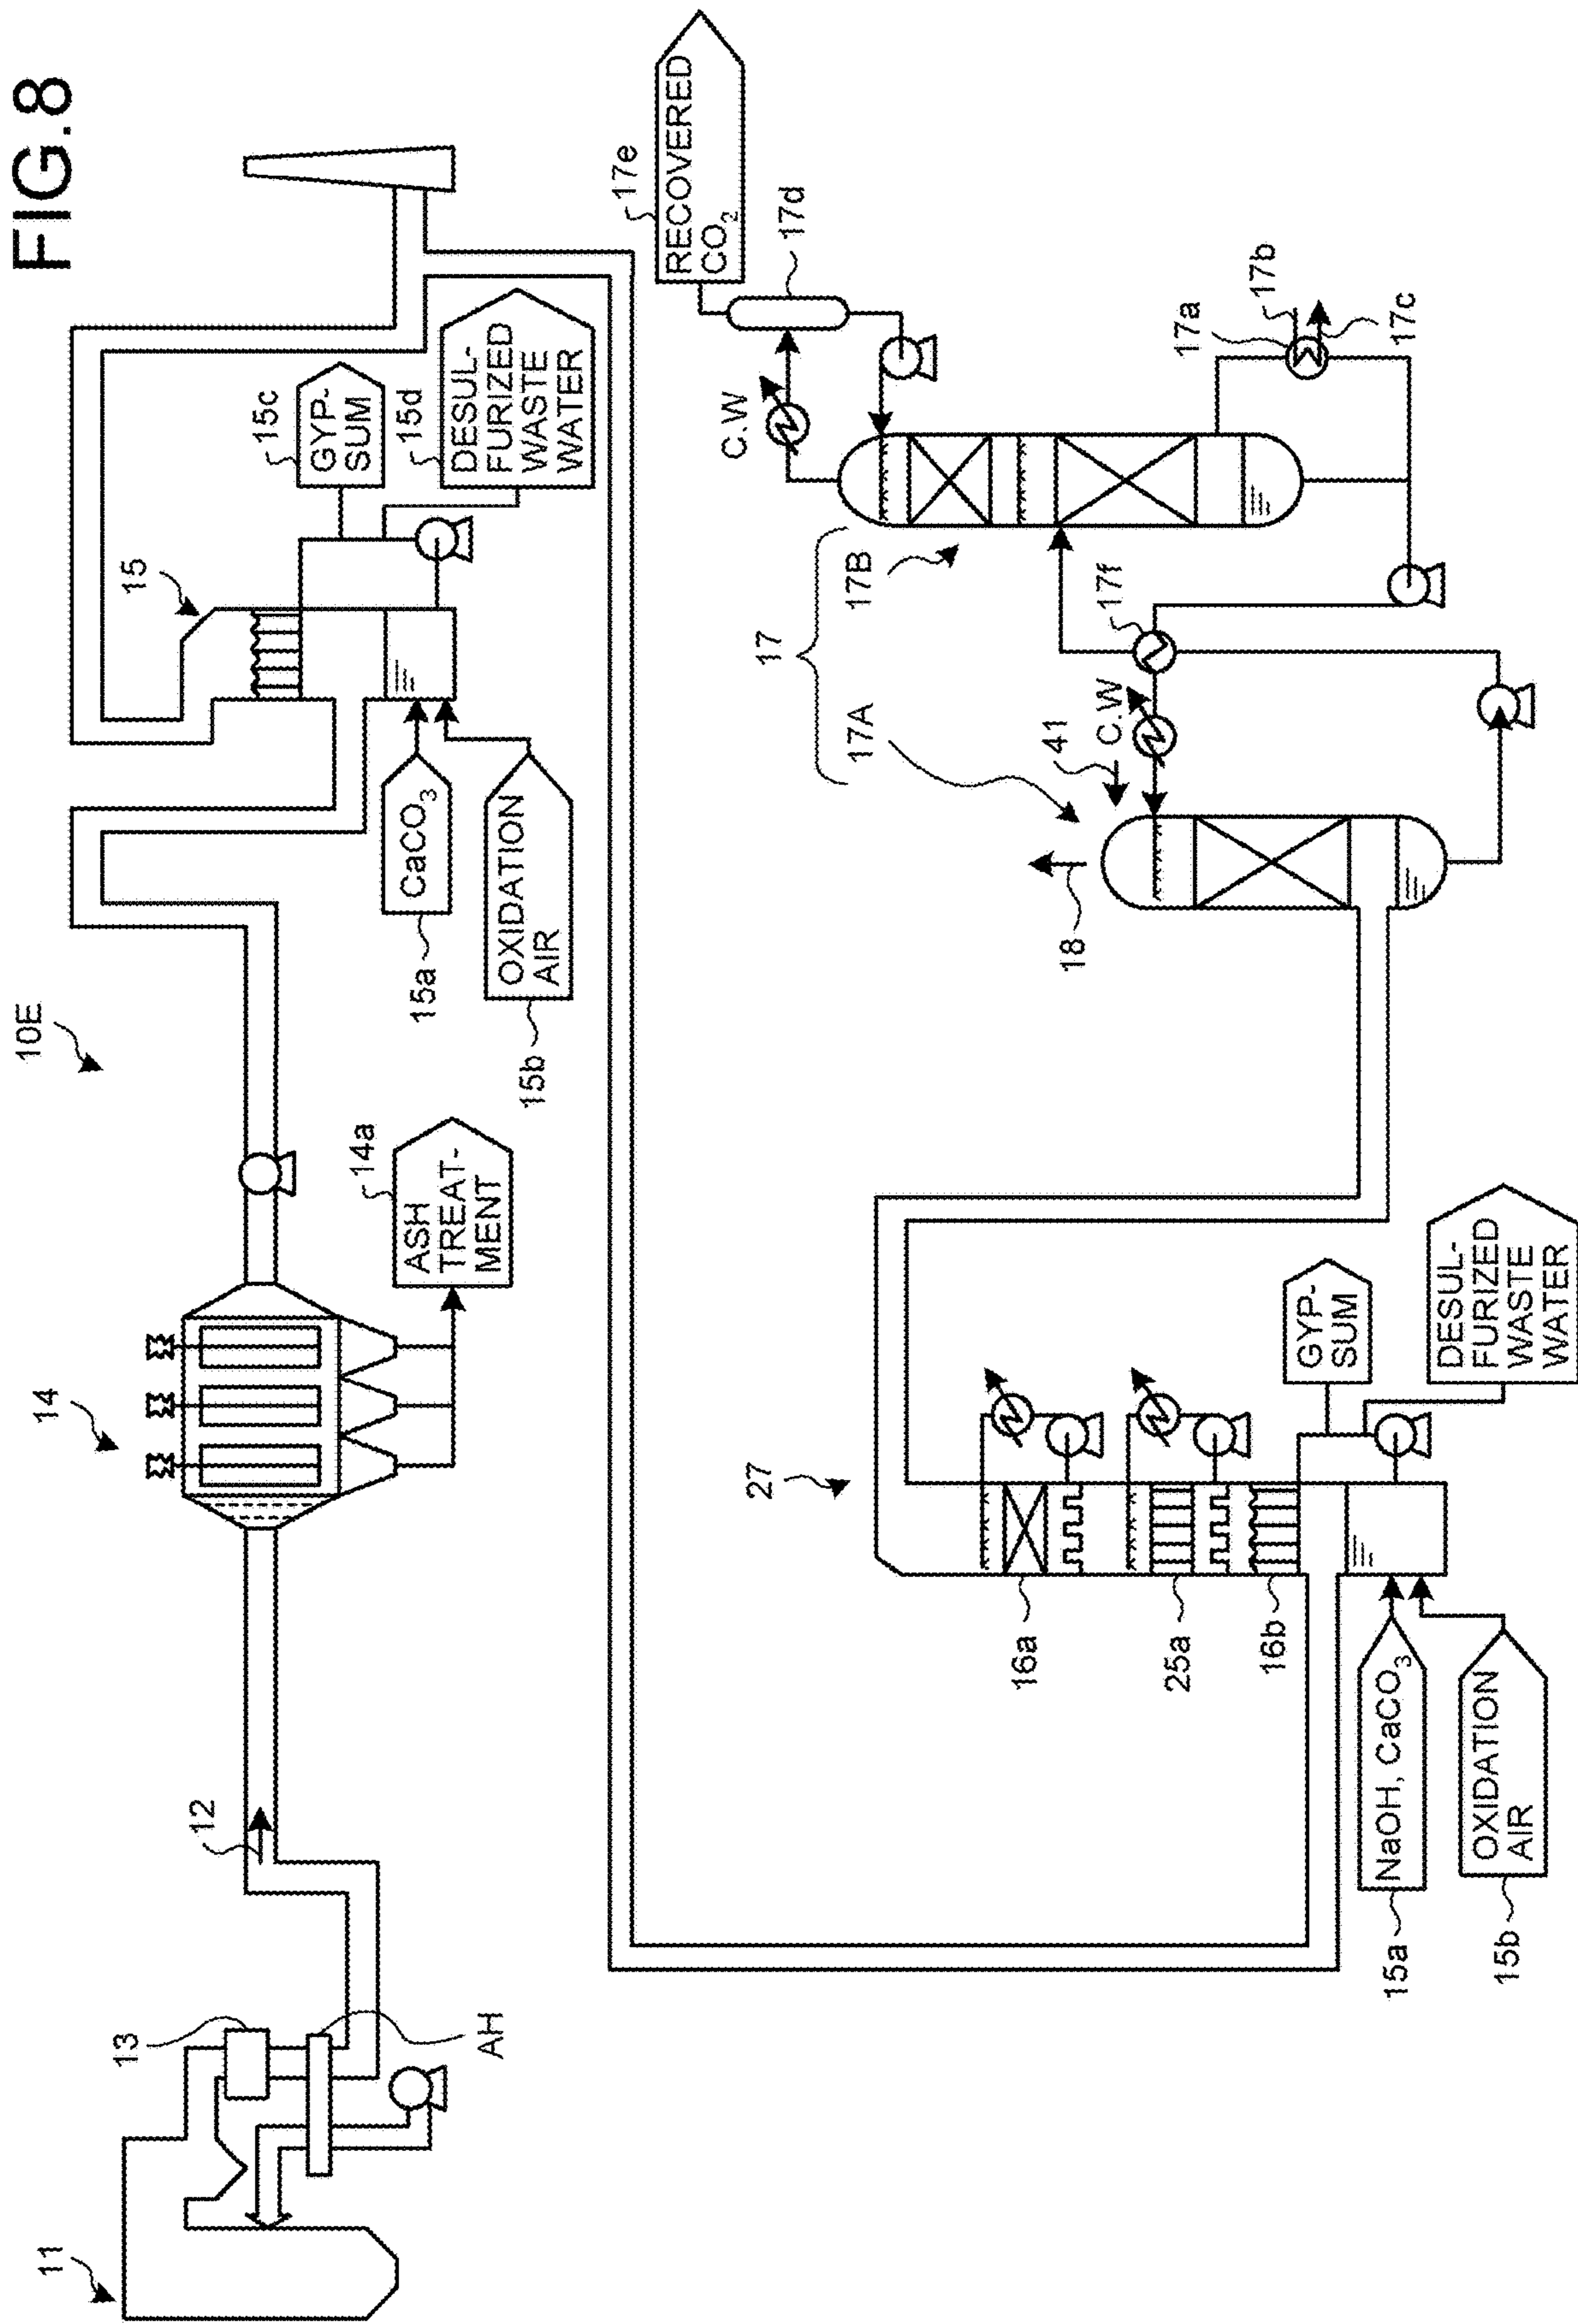 FIG.8
10E
11
13
AH
12
14
14a
ASH
TREAT-
MENT
15
15a
CaCO₃
15b
OXIDATION
AIR
15c
GYP-
SUM
15d
DESUL-
FURIZED
WASTE
WATER
27
16a
25a
16b
15a
NaOH, CaCO₃
15b
OXIDATION
AIR
GYP-
SUM
DESUL-
FURIZED
WASTE
WATER
17
17A
17B
18
41
C.W
17f
C.W
17e
RECOVERED
CO₂
17d
17a
17b
17c